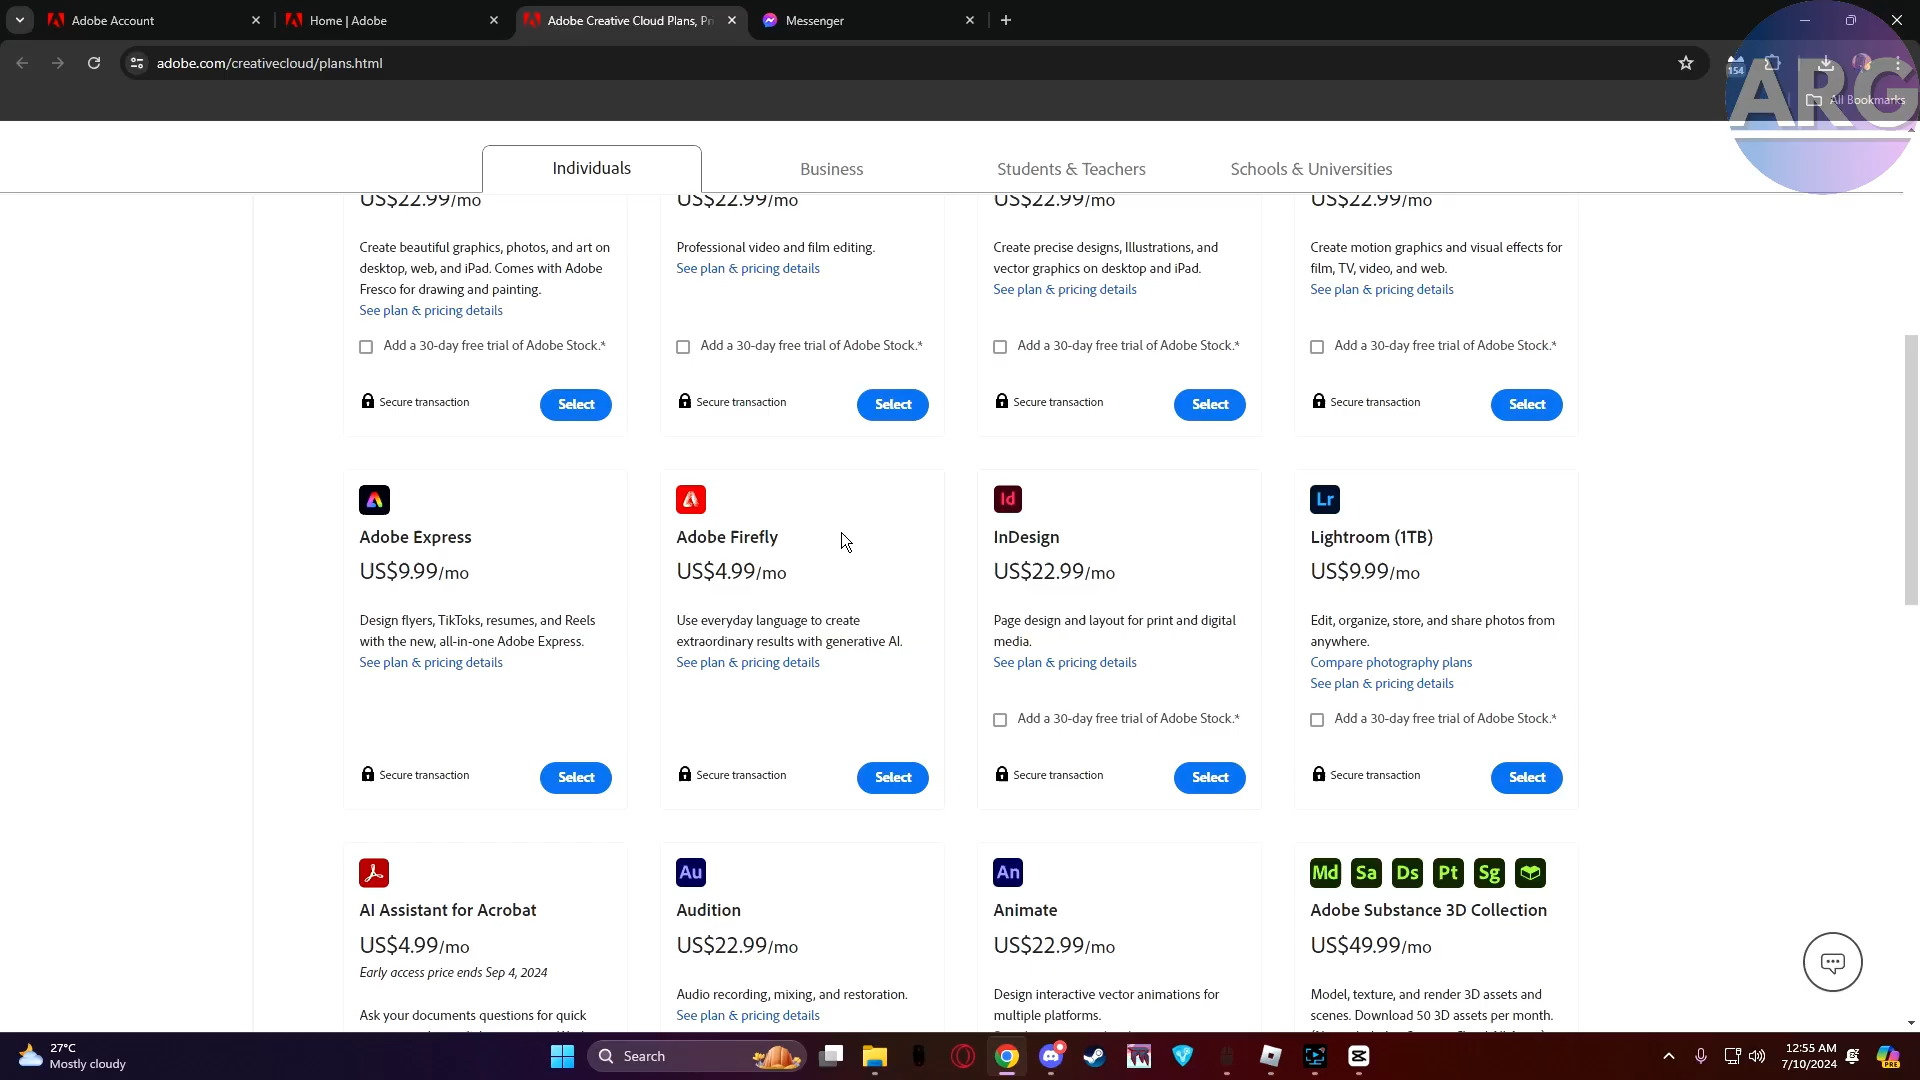 Adobe Account
Home | Adobe
Adobe Creative Cloud Plans, Pr
Messenger
adobe.com/creativecloud/plans.html
154
All Bookmarks
ARG
Individuals
Business
Students & Teachers
Schools & Universities
US$22.99/mo
US$22.99/mo
US$22.99/mo
US$22.99/mo
Create beautiful graphics, photos, and art on
desktop, web, and iPad. Comes with Adobe
Fresco for drawing and painting.
See plan & pricing details
Add a 30-day free trial of Adobe Stock.*
Secure transaction
Select
Professional video and film editing.
See plan & pricing details
Add a 30-day free trial of Adobe Stock.*
Secure transaction
Select
Create precise designs, Illustrations, and
vector graphics on desktop and iPad.
See plan & pricing details
Add a 30-day free trial of Adobe Stock.*
Secure transaction
Select
Create motion graphics and visual effects for
film, TV, video, and web.
See plan & pricing details
Add a 30-day free trial of Adobe Stock.*
Secure transaction
Select
Adobe Express
US$9.99/mo
Design flyers, TikToks, resumes, and Reels
with the new, all-in-one Adobe Express.
See plan & pricing details
Secure transaction
Select
Adobe Firefly
US$4.99/mo
Use everyday language to create
extraordinary results with generative AI.
See plan & pricing details
Secure transaction
Select
Id
InDesign
US$22.99/mo
Page design and layout for print and digital
media.
See plan & pricing details
Add a 30-day free trial of Adobe Stock.*
Secure transaction
Select
Lr
Lightroom (1TB)
US$9.99/mo
Edit, organize, store, and share photos from
anywhere.
Compare photography plans
See plan & pricing details
Add a 30-day free trial of Adobe Stock.*
Secure transaction
Select
AI Assistant for Acrobat
US$4.99/mo
Early access price ends Sep 4, 2024
Ask your documents questions for quick
Au
Audition
US$22.99/mo
Audio recording, mixing, and restoration.
See plan & pricing details
An
Animate
US$22.99/mo
Design interactive vector animations for
multiple platforms.
Md Sa Ds Pt Sg
Adobe Substance 3D Collection
US$49.99/mo
Model, texture, and render 3D assets and
scenes. Download 50 3D assets per month.
27°C
Mostly cloudy
Search
12:55 AM
7/10/2024
PRE